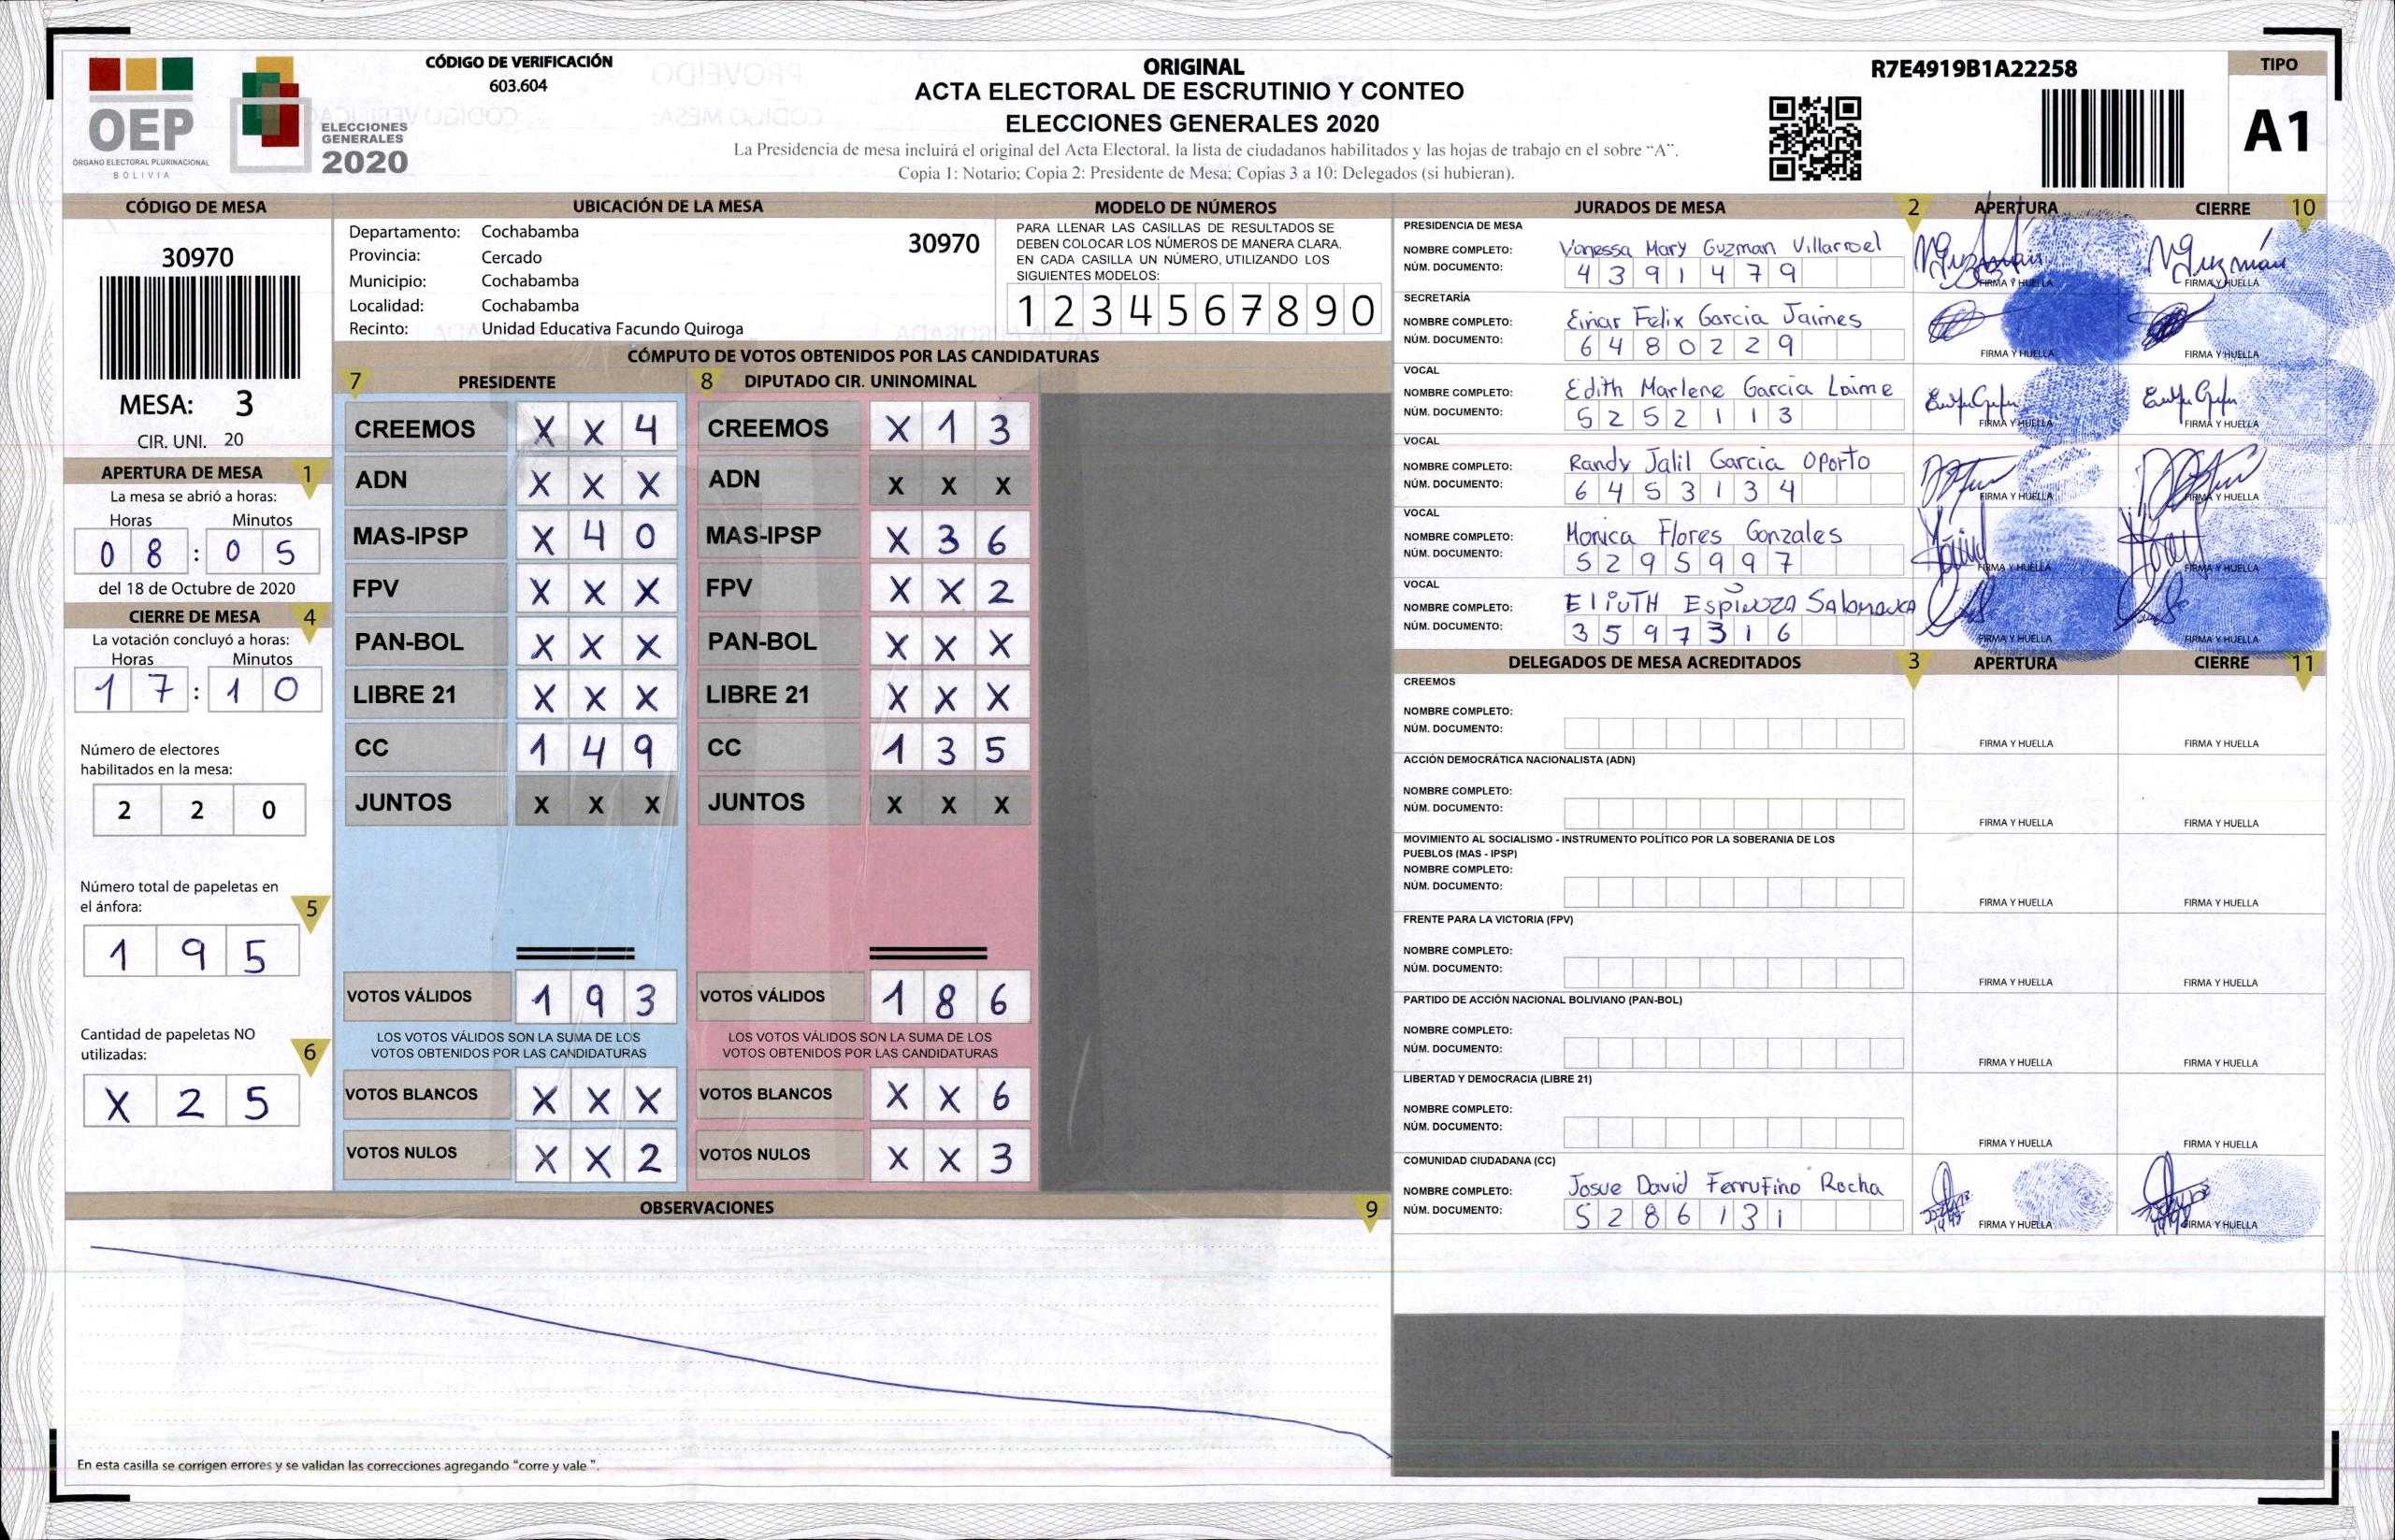 OEP
ÓRGANO ELECTORAL PLURINACIONAL
BOLIVIA
ELECCIONES
GENERALES
2020
CÓDIGO DE VERIFICACIÓN
603.604
ORIGINAL
ACTA ELECTORAL DE ESCRUTINIO Y CONTEO
ELECCIONES GENERALES 2020
La Presidencia de mesa incluirá el original del Acta Electoral, la lista de ciudadanos habilitados y las hojas de trabajo en el sobre “A”.
Copia 1: Notario; Copia 2: Presidente de Mesa; Copias 3 a 10: Delegados (si hubieran).
R7E4919B1A22258
TIPO
A1
CÓDIGO DE MESA
30970
MESA: 3
CIR. UNI. 20
APERTURA DE MESA 1
La mesa se abrió a horas:
Horas Minutos
0 8 : 0 5
del 18 de Octubre de 2020
CIERRE DE MESA 4
La votación concluyó a horas:
Horas Minutos
1 7 : 1 0
Número de electores
habilitados en la mesa:
2 2 0
Número total de papeletas en
el ánfora: 5
1 9 5
Cantidad de papeletas NO
utilizadas: 6
X 2 5
UBICACIÓN DE LA MESA
Departamento: Cochabamba 30970
Provincia: Cercado
Municipio: Cochabamba
Localidad: Cochabamba
Recinto: Unidad Educativa Facundo Quiroga
MODELO DE NÚMEROS
PARA LLENAR LAS CASILLAS DE RESULTADOS SE
DEBEN COLOCAR LOS NÚMEROS DE MANERA CLARA.
EN CADA CASILLA UN NÚMERO, UTILIZANDO LOS
SIGUIENTES MODELOS:
1 2 3 4 5 6 7 8 9 0
CÓMPUTO DE VOTOS OBTENIDOS POR LAS CANDIDATURAS
7 PRESIDENTE
CREEMOS X X 4
ADN X X X
MAS-IPSP X 4 0
FPV X X X
PAN-BOL X X X
LIBRE 21 X X X
CC 1 4 9
JUNTOS X X X
VOTOS VÁLIDOS 1 9 3
LOS VOTOS VÁLIDOS SON LA SUMA DE LOS
VOTOS OBTENIDOS POR LAS CANDIDATURAS
VOTOS BLANCOS X X X
VOTOS NULOS X X 2
8 DIPUTADO CIR. UNINOMINAL
CREEMOS X 1 3
ADN X X X
MAS-IPSP X 3 6
FPV X X 2
PAN-BOL X X X
LIBRE 21 X X X
CC 1 3 5
JUNTOS X X X
VOTOS VÁLIDOS 1 8 6
LOS VOTOS VÁLIDOS SON LA SUMA DE LOS
VOTOS OBTENIDOS POR LAS CANDIDATURAS
VOTOS BLANCOS X X 6
VOTOS NULOS X X 3
OBSERVACIONES 9
En esta casilla se corrigen errores y se validan las correcciones agregando “corre y vale ”.
JURADOS DE MESA 2 APERTURA CIERRE 10
PRESIDENCIA DE MESA
NOMBRE COMPLETO: Vanessa Mary Guzman Villarroel
NÚM. DOCUMENTO: 4 3 9 1 4 7 9
FIRMA Y HUELLA FIRMA Y HUELLA
SECRETARÍA
NOMBRE COMPLETO: Einar Felix Garcia Jaimes
NÚM. DOCUMENTO: 6 4 8 0 2 2 9
FIRMA Y HUELLA FIRMA Y HUELLA
VOCAL
NOMBRE COMPLETO: Edith Marlene Garcia Laime
NÚM. DOCUMENTO: 5 2 5 2 1 1 3
FIRMA Y HUELLA FIRMA Y HUELLA
VOCAL
NOMBRE COMPLETO: Randy Jalil Garcia Oporto
NÚM. DOCUMENTO: 6 4 5 3 1 3 4
FIRMA Y HUELLA FIRMA Y HUELLA
VOCAL
NOMBRE COMPLETO: Monica Flores Gonzales
NÚM. DOCUMENTO: 5 2 9 5 9 9 7
FIRMA Y HUELLA FIRMA Y HUELLA
VOCAL
NOMBRE COMPLETO: EliuTH Espinoza Salamanca
NÚM. DOCUMENTO: 3 5 9 7 3 1 6
FIRMA Y HUELLA FIRMA Y HUELLA
DELEGADOS DE MESA ACREDITADOS 3 APERTURA CIERRE 11
CREEMOS
NOMBRE COMPLETO:
NÚM. DOCUMENTO:
FIRMA Y HUELLA FIRMA Y HUELLA
ACCIÓN DEMOCRÁTICA NACIONALISTA (ADN)
NOMBRE COMPLETO:
NÚM. DOCUMENTO:
FIRMA Y HUELLA FIRMA Y HUELLA
MOVIMIENTO AL SOCIALISMO - INSTRUMENTO POLÍTICO POR LA SOBERANIA DE LOS
PUEBLOS (MAS - IPSP)
NOMBRE COMPLETO:
NÚM. DOCUMENTO:
FIRMA Y HUELLA FIRMA Y HUELLA
FRENTE PARA LA VICTORIA (FPV)
NOMBRE COMPLETO:
NÚM. DOCUMENTO:
FIRMA Y HUELLA FIRMA Y HUELLA
PARTIDO DE ACCIÓN NACIONAL BOLIVIANO (PAN-BOL)
NOMBRE COMPLETO:
NÚM. DOCUMENTO:
FIRMA Y HUELLA FIRMA Y HUELLA
LIBERTAD Y DEMOCRACIA (LIBRE 21)
NOMBRE COMPLETO:
NÚM. DOCUMENTO:
FIRMA Y HUELLA FIRMA Y HUELLA
COMUNIDAD CIUDADANA (CC)
NOMBRE COMPLETO: Josue David Ferrufino Rocha
NÚM. DOCUMENTO: 5 2 8 6 1 3 1
FIRMA Y HUELLA FIRMA Y HUELLA